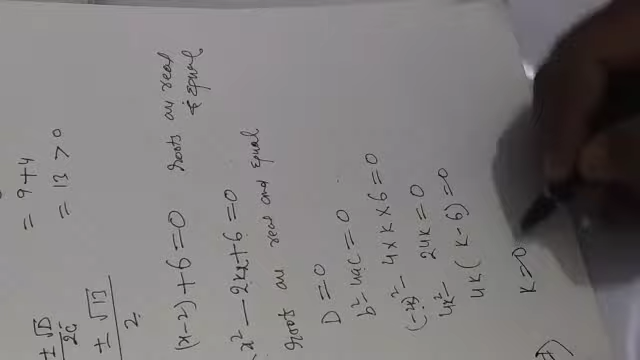 = 9 + 4
= 13 > 0
± √D
2a
± √13
2
(x-2) + 6 = 0 roots are real & equal
x² - 2kx + 6 = 0
roots are real and equal
D = 0
b² - 4ac = 0
(-2k)² - 4 × k × 6 = 0
4k² - 24k = 0
4k( k - 6) = 0
K = 0